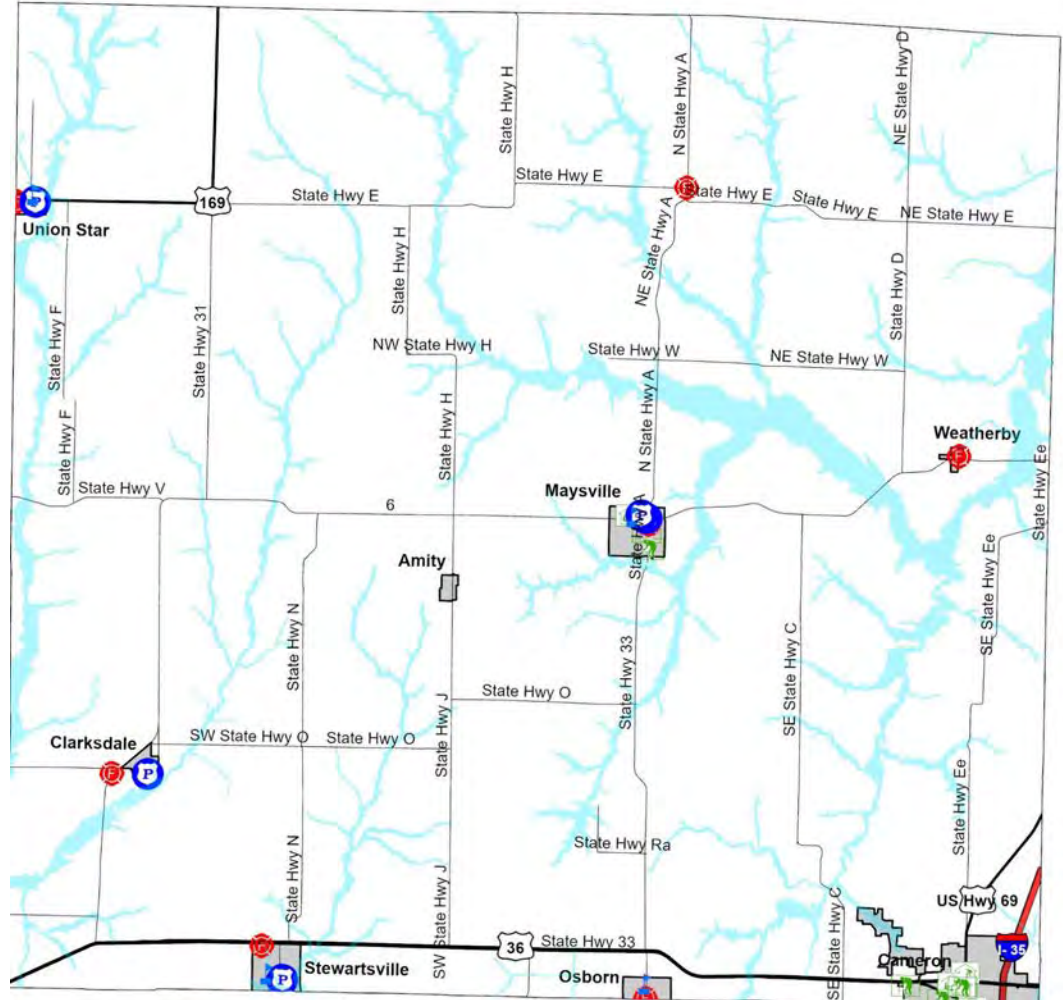 State Hwy H
N State Hwy A
NE State Hwy D
State Hwy E
F
State Hwy E
State Hwy E
State Hwy E
NE State Hwy E
169
P
Union Star
State Hwy H
NE State Hwy A
State Hwy D
State Hwy F
State Hwy 31
NW State Hwy H
State Hwy W
NE State Hwy W
State Hwy H
N State Hwy A
State Hwy F
State Hwy V
Weatherby
F
State Hwy Ee
Maysville
6
P
State Hwy A
Amity
SE State Hwy Ee
State Hwy N
State Hwy 33
SE State Hwy C
State Hwy O
State Hwy J
Clarksdale
SW State Hwy O
State Hwy O
F
P
State Hwy Ee
State Hwy N
State Hwy Ra
SW State Hwy J
SE State Hwy C
US Hwy 69
F
36
State Hwy 33
I-35
Cameron
P
Stewartsville
Osborn
F